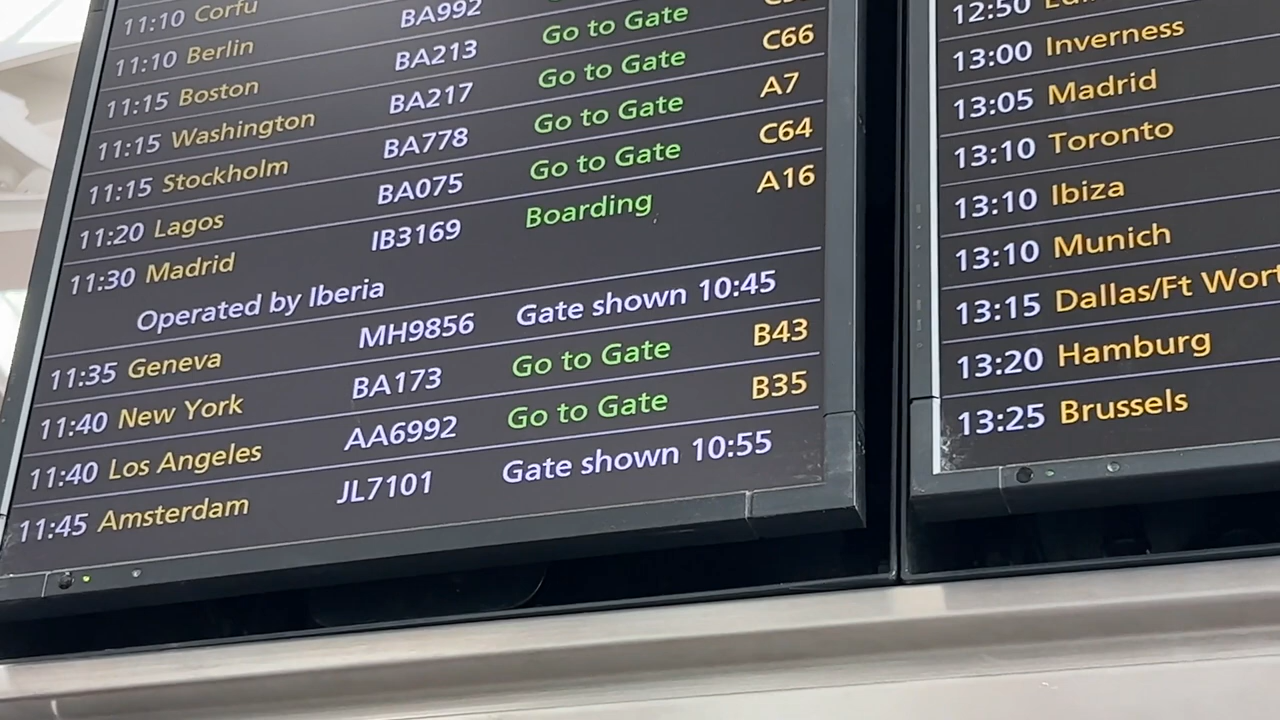 11:10 Corfu
11:10 Berlin BA992
11:15 Boston BA213 Go to Gate
11:15 Washington BA217 Go to Gate C66
11:15 Stockholm BA778 Go to Gate A7
11:20 Lagos BA075 Go to Gate C64
11:30 Madrid IB3169 Boarding A16
Operated by Iberia
11:35 Geneva MH9856 Gate shown 10:45
11:40 New York BA173 Go to Gate B43
11:40 Los Angeles AA6992 Go to Gate B35
11:45 Amsterdam JL7101 Gate shown 10:55
12:50
13:00 Inverness
13:05 Madrid
13:10 Toronto
13:10 Ibiza
13:10 Munich
13:15 Dallas/Ft Wort
13:20 Hamburg
13:25 Brussels